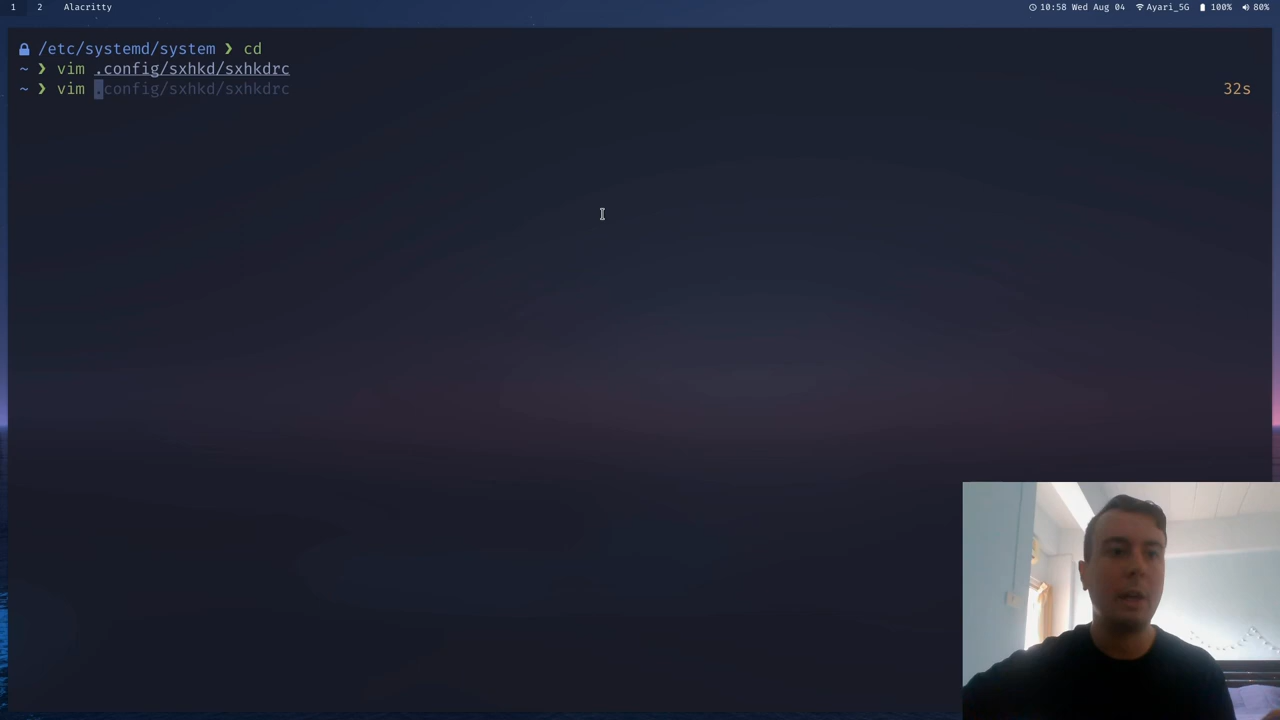 1 2 Alacritty 10:58 Wed Aug 04 Ayari_5G 100% 80%
/etc/systemd/system ❯ cd
~ ❯ vim .config/sxhkd/sxhkdrc
~ ❯ vim .config/sxhkd/sxhkdrc 32s